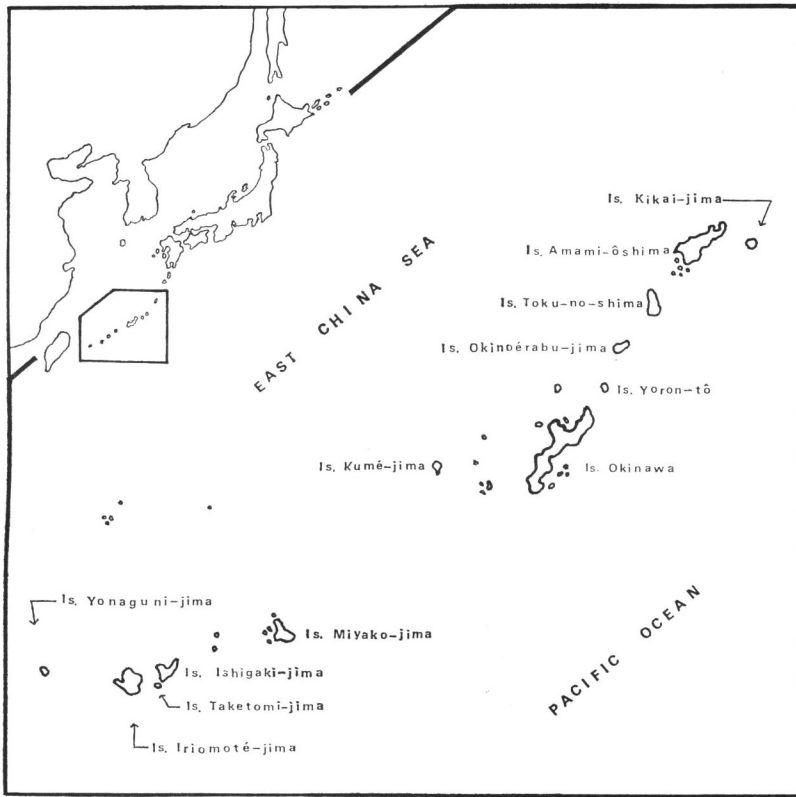 Is. Kikai-jima
Is. Amami-ôshima
EAST CHINA SEA
Is. Toku-no-shima
Is. Okinoérabu-jima
Is. Yoron-tô
Is. Kumé-jima
Is. Okinawa
Is. Yonaguni-jima
Is. Miyako-jima
PACIFIC OCEAN
Is. Ishigaki-jima
Is. Taketomi-jima
Is. Iriomoté-jima